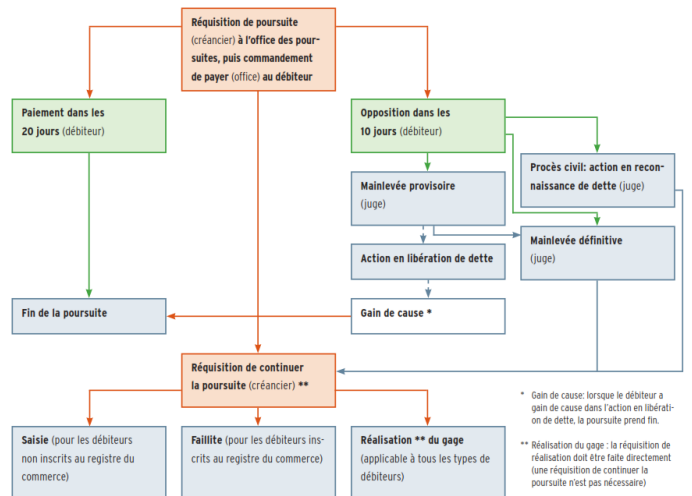 Réquisition de poursuite
(créancier) à l'office des pour-
suites, puis commandement
de payer (office) au débiteur
Paiement dans les
20 jours (débiteur)
Opposition dans les
10 jours (débiteur)
Procès civil: action en recon-
naissance de dette (juge)
Mainlevée provisoire
(juge)
Mainlevée définitive
(juge)
Action en libération de dette
Fin de la poursuite
Gain de cause *
Réquisition de continuer
la poursuite (créancier) **
* Gain de cause: lorsque le débiteur a
gain de cause dans l'action en libérati-
on de dette, la poursuite prend fin.
Saisie (pour les débiteurs
non inscrits au registre du
commerce)
Faillite (pour les débiteurs ins-
crits au registre du commerce)
Réalisation ** du gage
(applicable à tous les types de
débiteurs)
** Réalisation du gage : la réquisition de
réalisation doit être faite directement
(une réquisition de continuer la
poursuite n'est pas nécessaire)